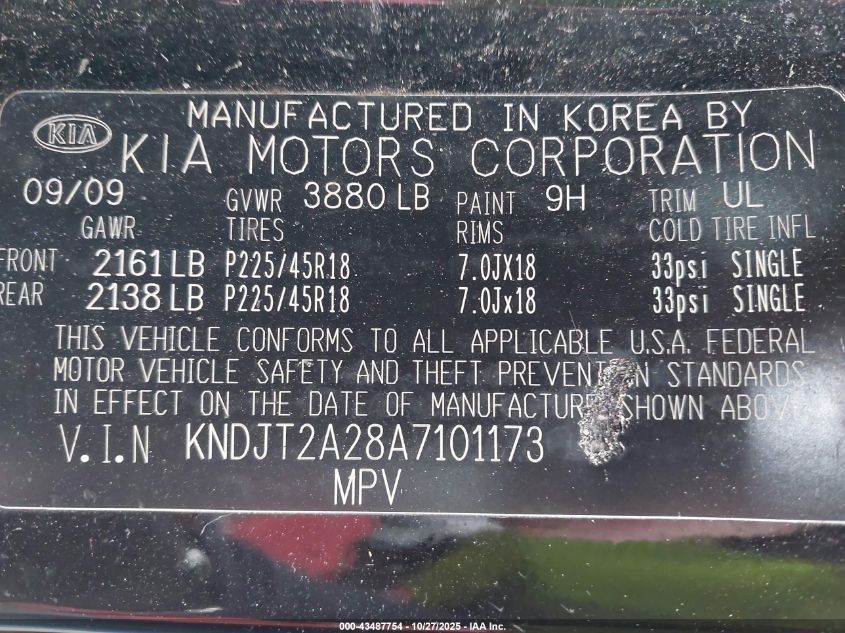 MANUFACTURED IN KOREA BY
KIA KIA MOTORS CORPORATION
09/09 GVWR 3880 LB PAINT 9H TRIM UL
GAWR TIRES RIMS COLD TIRE INFL
FRONT 2161 LB P225/45R18 7.0JX18 33psi SINGLE
REAR 2138 LB P225/45R18 7.0Jx18 33psi SINGLE
THIS VEHICLE CONFORMS TO ALL APPLICABLE U.S.A. FEDERAL
MOTOR VEHICLE SAFETY AND THEFT PREVENTION STANDARDS
IN EFFECT ON THE DATE OF MANUFACTURE SHOWN ABOVE
V.I.N KNDJT2A28A7101173
MPV
000-43487754 | 10/27/2025 - © IAA Inc.